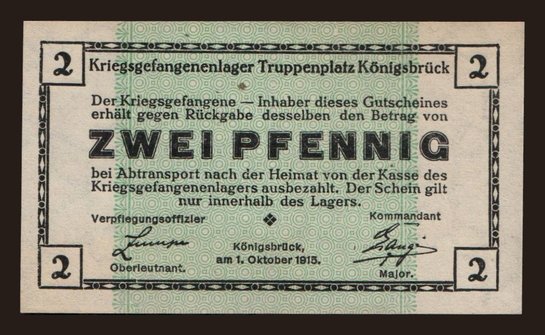 2 2
Kriegsgefangenenlager Truppenplatz Königsbrück
Der Kriegsgefangene — Inhaber dieses Gutscheines
erhält gegen Rückgabe desselben den Betrag von
ZWEI PFENNIG
bei Abtransport nach der Heimat von der Kasse des
Kriegsgefangenenlagers ausbezahlt. Der Schein gilt
nur innerhalb des Lagers.
Verpflegungsoffizier Kommandant
Königsbrück,
am 1. Oktober 1915.
Oberleutnant. Major.
2 2